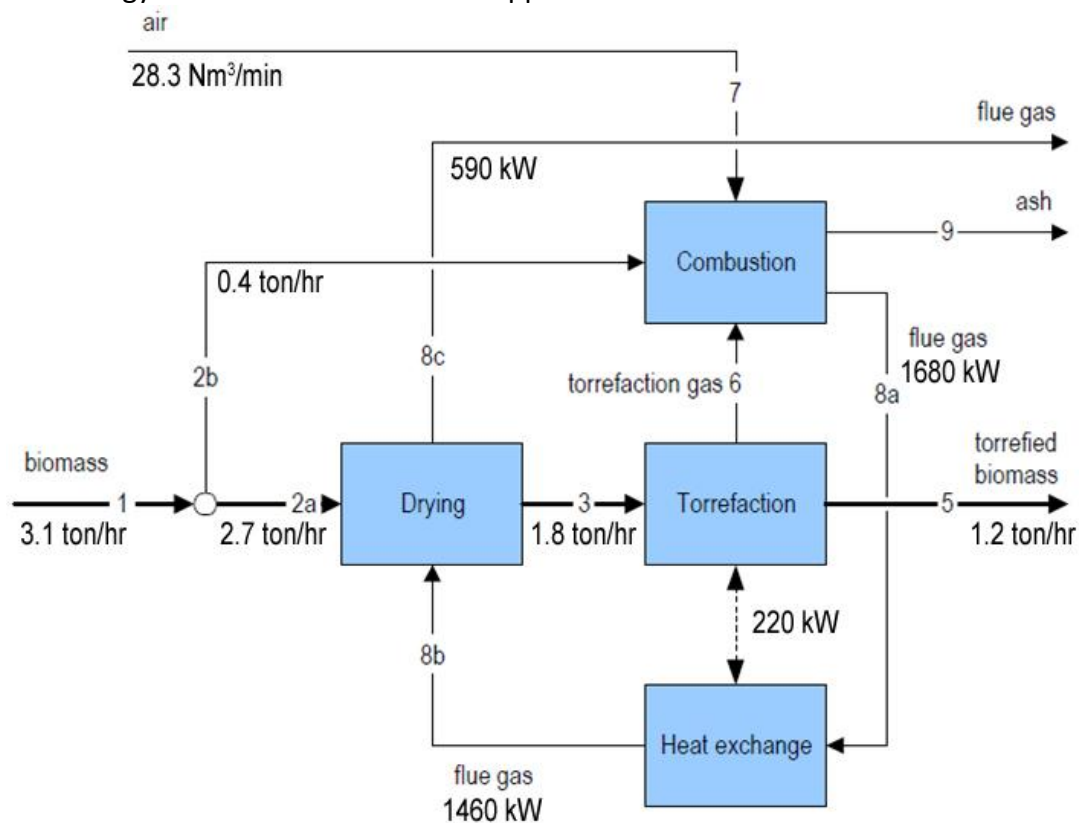 air
28.3 Nm³/min
7
flue gas
590 kW
ash
Combustion
9
0.4 ton/hr
flue gas
1680 kW
8c
2b
torrefaction gas 6
8a
biomass
torrefied
biomass
1
2a
Drying
3
Torrefaction
5
3.1 ton/hr
2.7 ton/hr
1.8 ton/hr
1.2 ton/hr
220 kW
8b
Heat exchange
flue gas
1460 kW